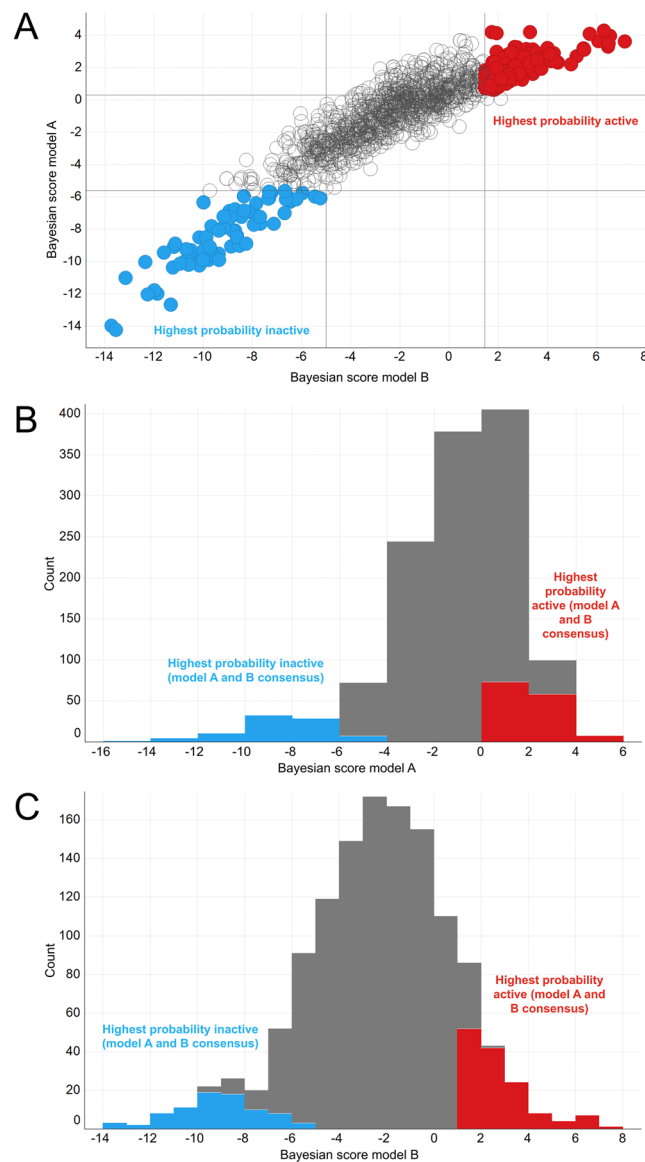 A
4
2
0
-2
-4
-6
-8
-10
-12
-14
Bayesian score model A
Highest probability active
Highest probability inactive
-14 -12 -10 -8 -6 -4 -2 0 2 4 6 8
Bayesian score model B
B
400
350
300
250
200
150
100
50
0
Count
Highest
probability
active (model A
and B
consensus)
Highest probability inactive
(model A and B consensus)
-16 -14 -12 -10 -8 -6 -4 -2 0 2 4 6
Bayesian score model A
C
160
140
120
100
80
60
40
20
0
Count
Highest probability
active (model A and
B consensus)
Highest probability inactive
(model A and B consensus)
-14 -12 -10 -8 -6 -4 -2 0 2 4 6 8
Bayesian score model B